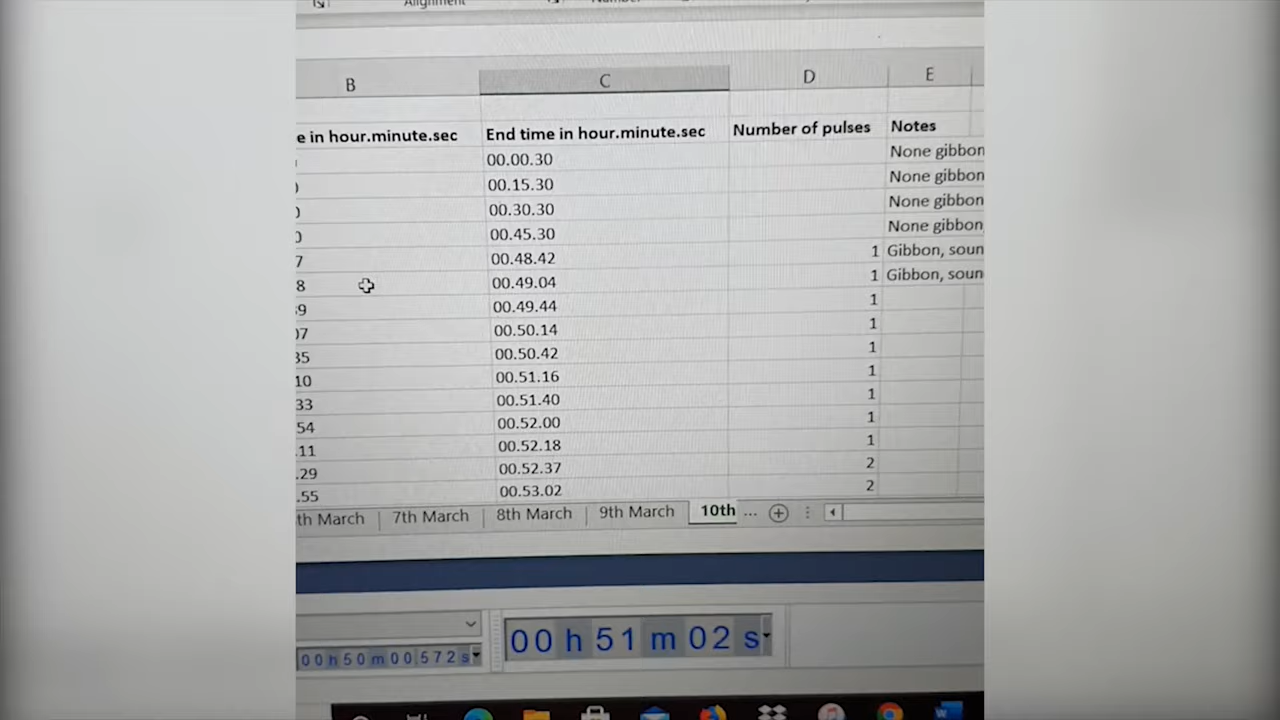 Alignment
B C D E
e in hour.minute.sec End time in hour.minute.sec Number of pulses Notes
00.00.30 None gibbon
0 00.15.30 None gibbon
0 00.30.30 None gibbon
0 00.45.30 None gibbon
7 00.48.42 1 Gibbon, soun
8 00.49.04 1 Gibbon, soun
39 00.49.44 1
07 00.50.14 1
35 00.50.42 1
10 00.51.16 1
33 00.51.40 1
54 00.52.00 1
.11 00.52.18 1
.29 00.52.37 2
.55 00.53.02 2
th March 7th March 8th March 9th March 10th ...
00 h 51 m 02 s
00 h 50 m 00.572 s